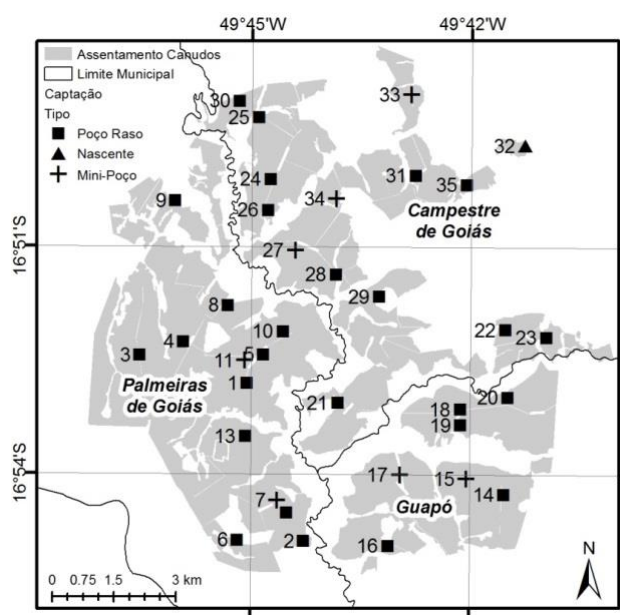 49°45'W 49°42'W
Assentamento Canudos
Limite Municipal
Captação
Tipo
Poço Raso
Nascente
Mini-Poço
30
25
33
32
31
35
24
34
26
9
Campestre
de Goiás
16°51'S
27
28
29
8
10
22
23
4
3
5
11
1
Palmeiras
de Goiás
21
20
18
19
13
16°54'S
17
15
14
7
Guapó
6
2
16
N
0 0.75 1.5 3 km